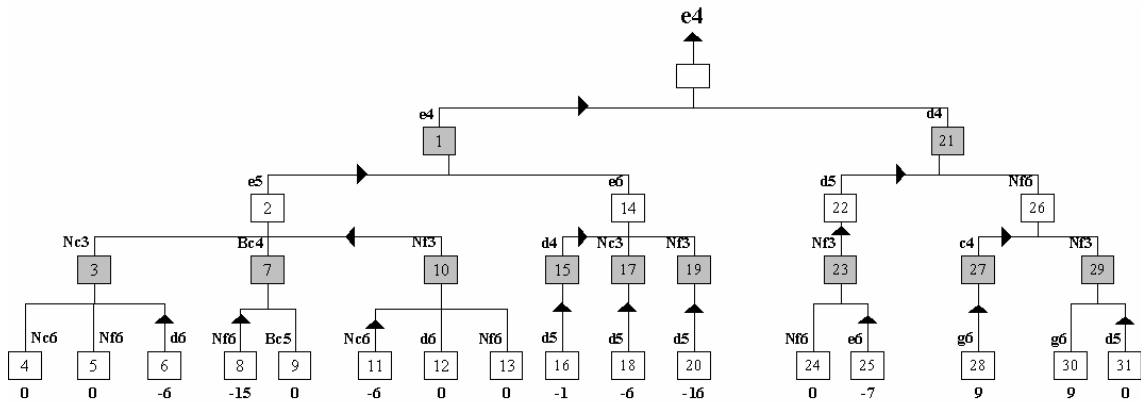 e4
e4 d4
1 21
e5 e6 d5 Nf6
2 14 22 26
Nc3 Bc4 Nf3 d4 Nc3 Nf3 Nf3 c4 Nf3
3 7 10 15 17 19 23 27 29
Nc6 Nf6 d6 Nf6 Bc5 Nc6 d6 Nf6 d5 d5 d5 Nf6 e6 g6 g6 d5
4 5 6 8 9 11 12 13 16 18 20 24 25 28 30 31
0 0 -6 -15 0 -6 0 0 -1 -6 -16 0 -7 9 9 0